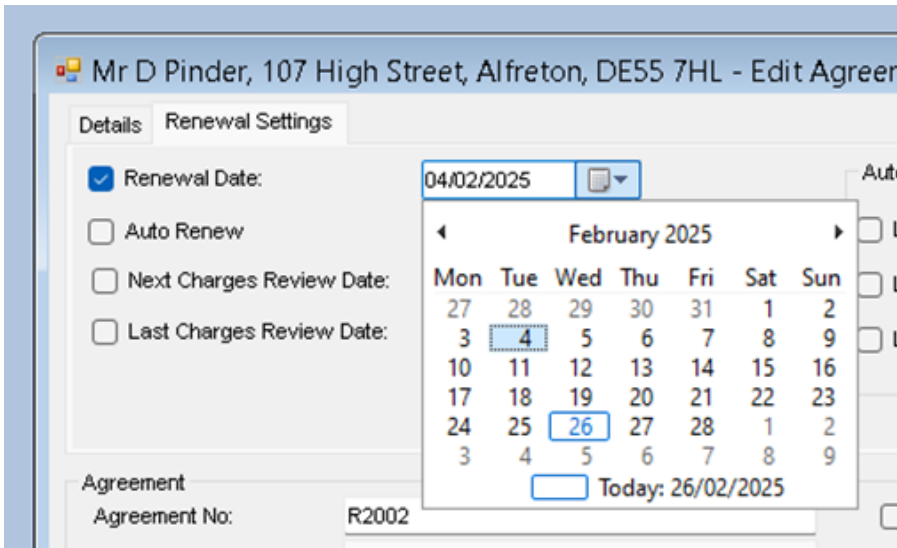 Mr D Pinder, 107 High Street, Alfreton, DE55 7HL - Edit
Details Renewal Settings
Renewal Date: 04/02/2025
Auto Renew
Next Charges Review Date:
Last Charges Review Date:
February 2025
Mon Tue Wed Thu Fri Sat Sun
27 28 29 30 31 1 2
3 4 5 6 7 8 9
10 11 12 13 14 15 16
17 18 19 20 21 22 23
24 25 26 27 28 1 2
3 4 5 6 7 8 9
Today: 26/02/2025
Agreement
Agreement No: R2002